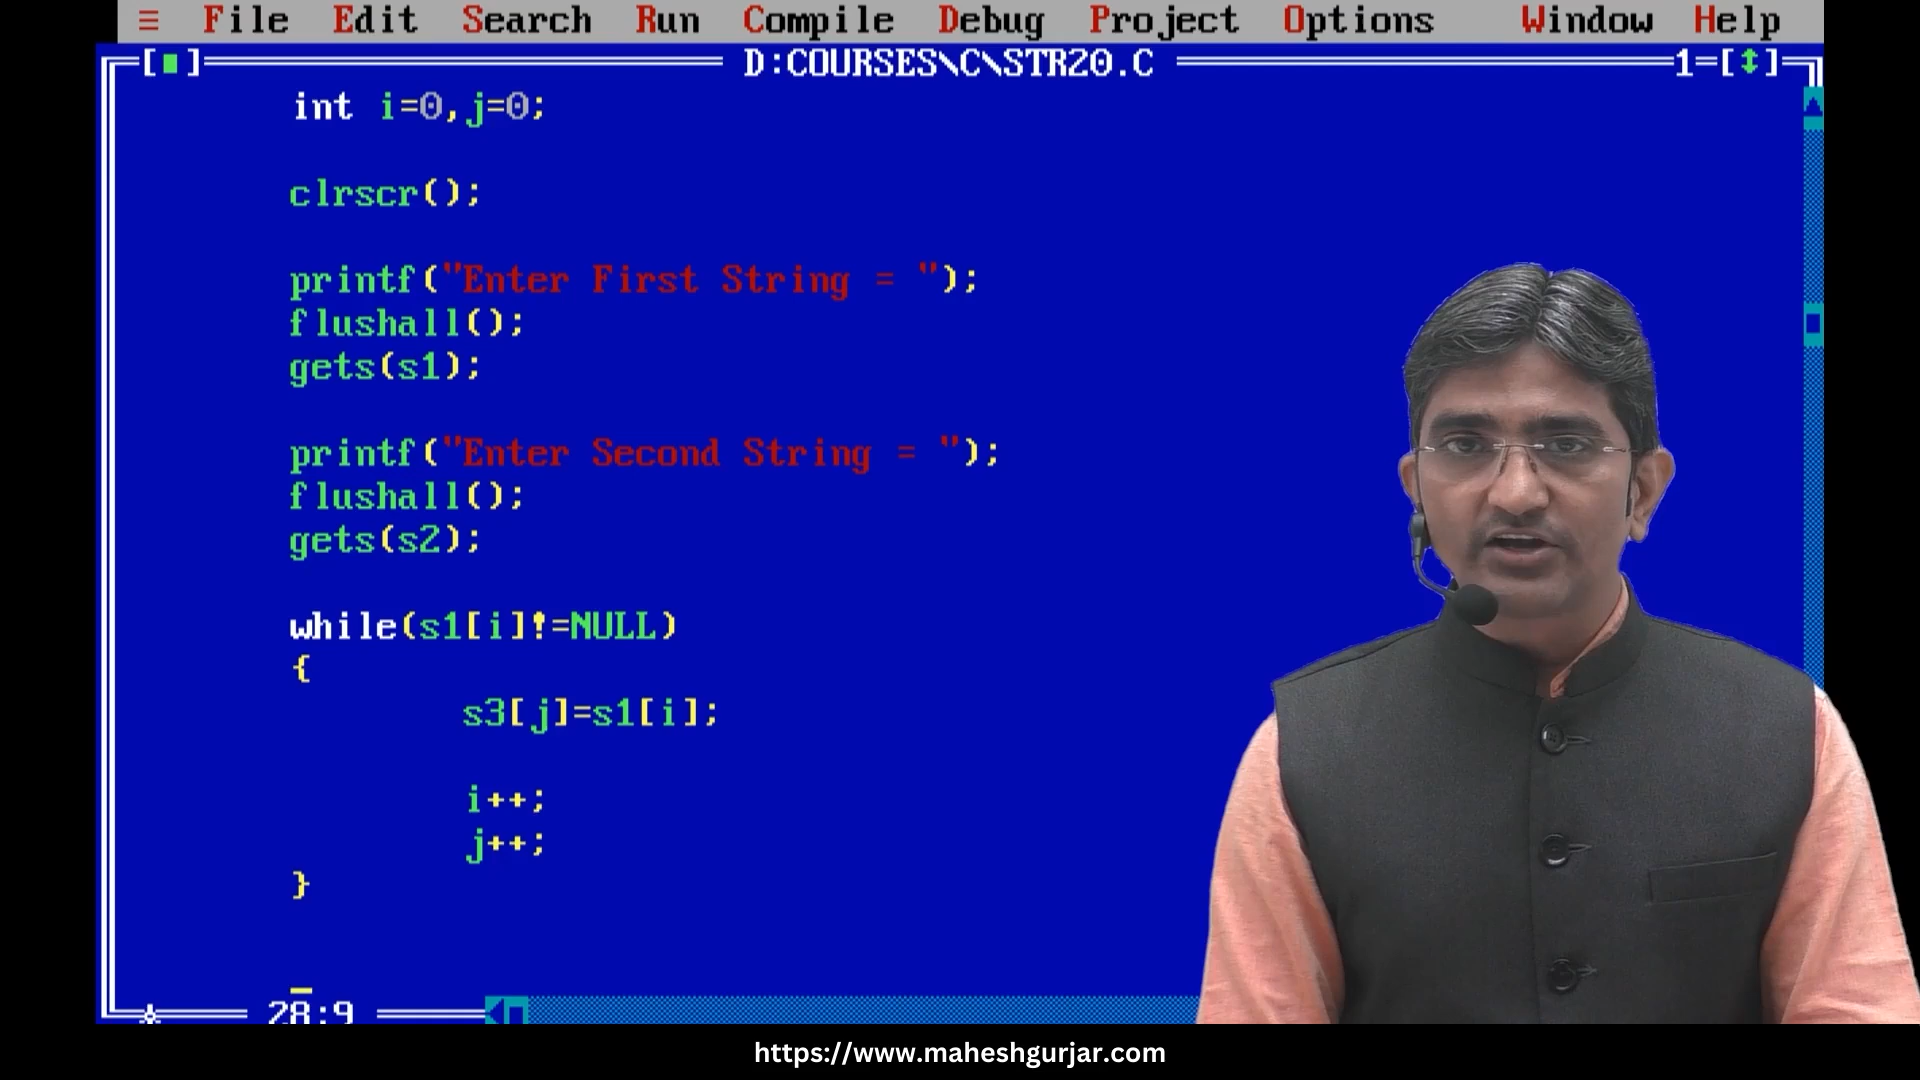 ≡ File Edit Search Run Compile Debug Project Options Window Help
[■] D:COURSES\C\STR20.C 1=[↕]
int i=0,j=0;
clrscr();
printf("Enter First String = ");
flushall();
gets(s1);
printf("Enter Second String = ");
flushall();
gets(s2);
while(s1[i]!=NULL)
{
s3[j]=s1[i];
i++;
j++;
}
28:9
https://www.maheshgurjar.com